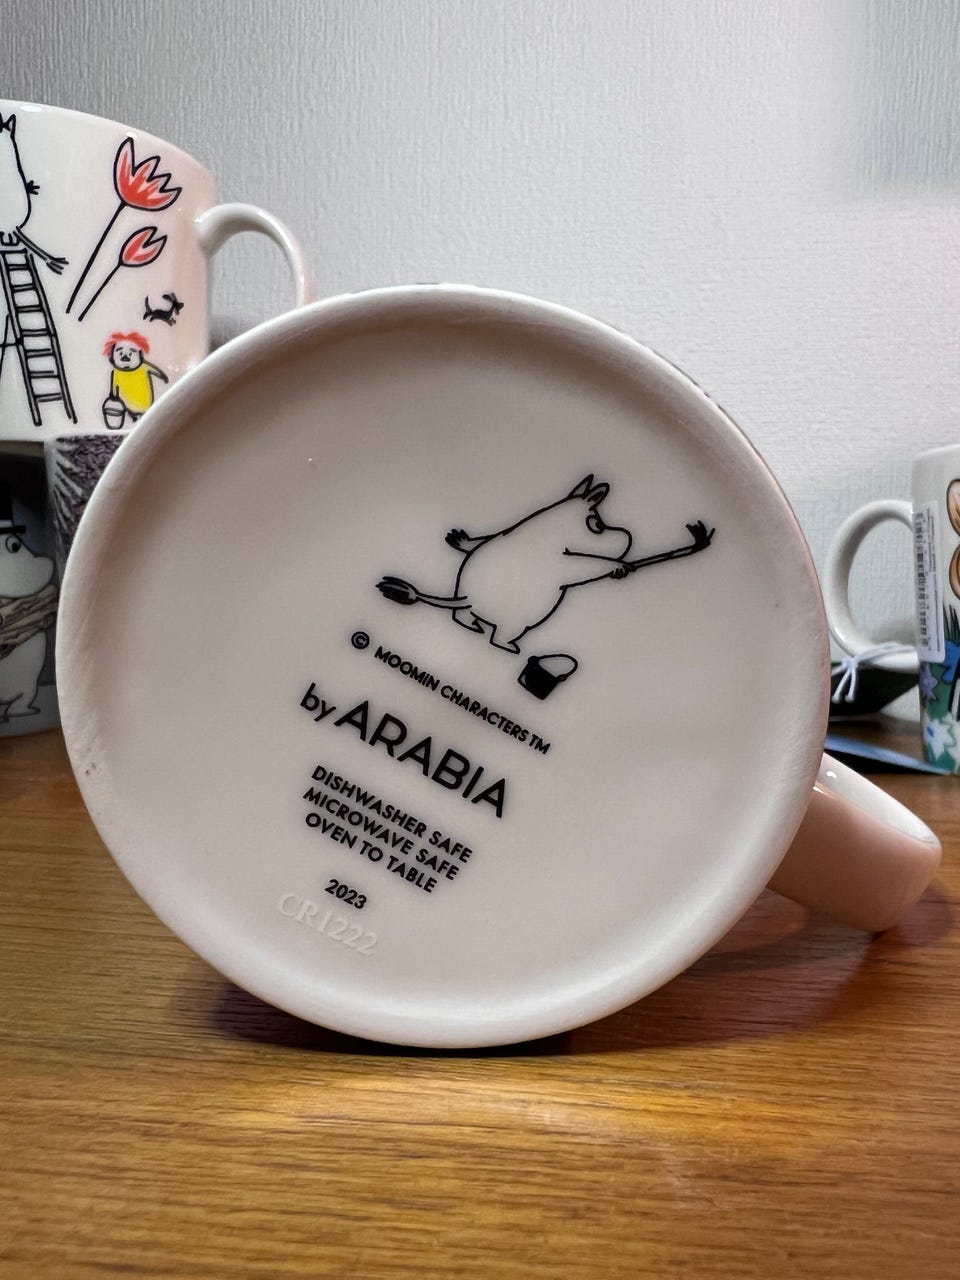 © MOOMIN CHARACTERS™
by ARABIA
DISHWASHER SAFE
MICROWAVE SAFE
OVEN TO TABLE
2023
CR1222